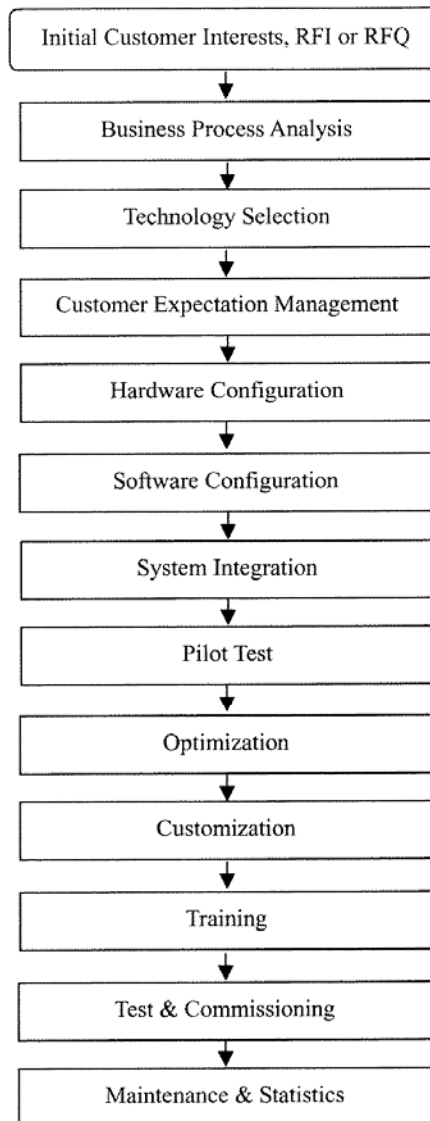 Initial Customer Interests, RFI or RFQ
Business Process Analysis
Technology Selection
Customer Expectation Management
Hardware Configuration
Software Configuration
System Integration
Pilot Test
Optimization
Customization
Training
Test & Commissioning
Maintenance & Statistics